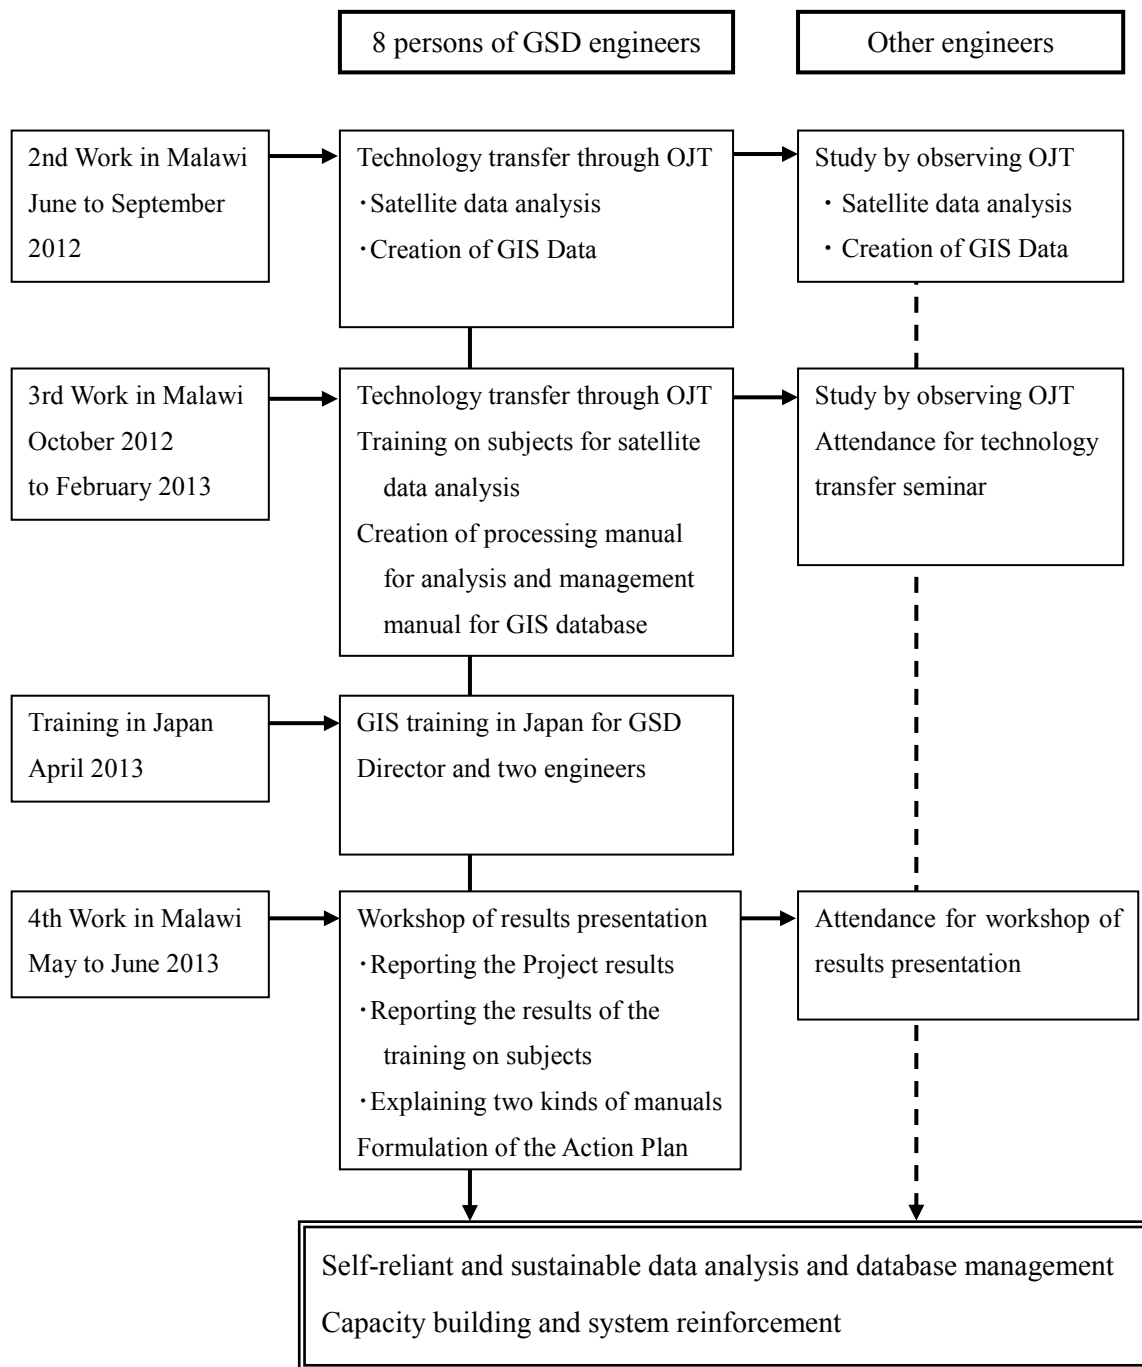 8 persons of GSD engineers
Other engineers
2nd Work in Malawi
June to September
2012
Technology transfer through OJT
・Satellite data analysis
・Creation of GIS Data
Study by observing OJT
・ Satellite data analysis
・ Creation of GIS Data
3rd Work in Malawi
October 2012
to February 2013
Technology transfer through OJT
Training on subjects for satellite
data analysis
Creation of processing manual
for analysis and management
manual for GIS database
Study by observing OJT
Attendance for technology
transfer seminar
Training in Japan
April 2013
GIS training in Japan for GSD
Director and two engineers
4th Work in Malawi
May to June 2013
Workshop of results presentation
・Reporting the Project results
・Reporting the results of the
training on subjects
・Explaining two kinds of manuals
Formulation of the Action Plan
Attendance for workshop of
results presentation
Self-reliant and sustainable data analysis and database management
Capacity building and system reinforcement